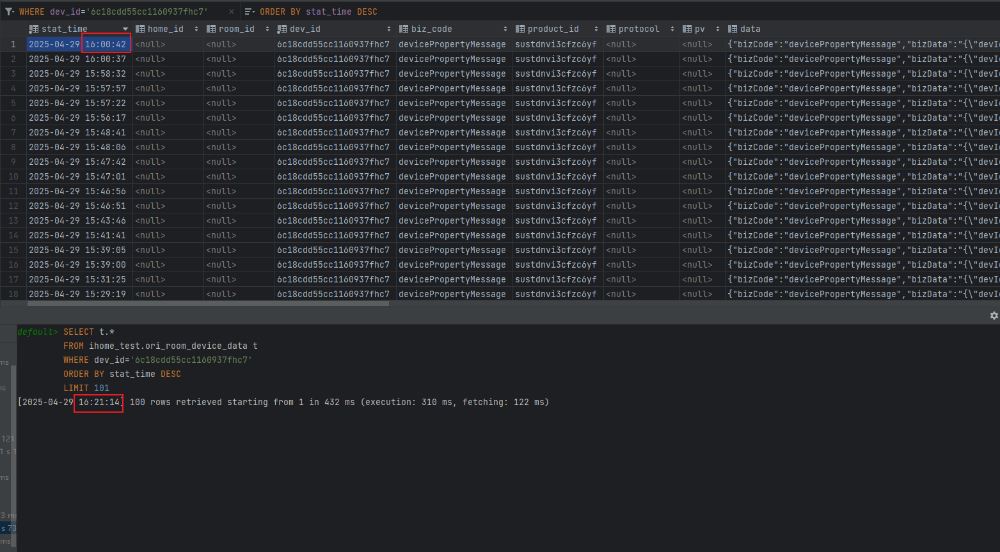 WHERE dev_id='6c18cdd55cc1160937fhc7' × ORDER BY stat_time DESC
stat_time home_id room_id dev_id biz_code product_id protocol pv data
1 2025-04-29 16:00:42 <null> <null> 6c18cdd55cc1160937fhc7 devicePropertyMessage sustdnvi3cfzc6yf <null> <null> {"bizCode":"devicePropertyMessage","bizData":"{\"devI
2 2025-04-29 16:00:37 <null> <null> 6c18cdd55cc1160937fhc7 devicePropertyMessage sustdnvi3cfzc6yf <null> <null> {"bizCode":"devicePropertyMessage","bizData":"{\"devI
3 2025-04-29 15:58:32 <null> <null> 6c18cdd55cc1160937fhc7 devicePropertyMessage sustdnvi3cfzc6yf <null> <null> {"bizCode":"devicePropertyMessage","bizData":"{\"devI
4 2025-04-29 15:57:57 <null> <null> 6c18cdd55cc1160937fhc7 devicePropertyMessage sustdnvi3cfzc6yf <null> <null> {"bizCode":"devicePropertyMessage","bizData":"{\"devI
5 2025-04-29 15:57:22 <null> <null> 6c18cdd55cc1160937fhc7 devicePropertyMessage sustdnvi3cfzc6yf <null> <null> {"bizCode":"devicePropertyMessage","bizData":"{\"devI
6 2025-04-29 15:56:17 <null> <null> 6c18cdd55cc1160937fhc7 devicePropertyMessage sustdnvi3cfzc6yf <null> <null> {"bizCode":"devicePropertyMessage","bizData":"{\"devI
7 2025-04-29 15:48:41 <null> <null> 6c18cdd55cc1160937fhc7 devicePropertyMessage sustdnvi3cfzc6yf <null> <null> {"bizCode":"devicePropertyMessage","bizData":"{\"devI
8 2025-04-29 15:48:06 <null> <null> 6c18cdd55cc1160937fhc7 devicePropertyMessage sustdnvi3cfzc6yf <null> <null> {"bizCode":"devicePropertyMessage","bizData":"{\"devI
9 2025-04-29 15:47:42 <null> <null> 6c18cdd55cc1160937fhc7 devicePropertyMessage sustdnvi3cfzc6yf <null> <null> {"bizCode":"devicePropertyMessage","bizData":"{\"devI
10 2025-04-29 15:47:01 <null> <null> 6c18cdd55cc1160937fhc7 devicePropertyMessage sustdnvi3cfzc6yf <null> <null> {"bizCode":"devicePropertyMessage","bizData":"{\"devI
11 2025-04-29 15:46:56 <null> <null> 6c18cdd55cc1160937fhc7 devicePropertyMessage sustdnvi3cfzc6yf <null> <null> {"bizCode":"devicePropertyMessage","bizData":"{\"devI
12 2025-04-29 15:46:51 <null> <null> 6c18cdd55cc1160937fhc7 devicePropertyMessage sustdnvi3cfzc6yf <null> <null> {"bizCode":"devicePropertyMessage","bizData":"{\"devI
13 2025-04-29 15:43:46 <null> <null> 6c18cdd55cc1160937fhc7 devicePropertyMessage sustdnvi3cfzc6yf <null> <null> {"bizCode":"devicePropertyMessage","bizData":"{\"devI
14 2025-04-29 15:41:41 <null> <null> 6c18cdd55cc1160937fhc7 devicePropertyMessage sustdnvi3cfzc6yf <null> <null> {"bizCode":"devicePropertyMessage","bizData":"{\"devI
15 2025-04-29 15:39:05 <null> <null> 6c18cdd55cc1160937fhc7 devicePropertyMessage sustdnvi3cfzc6yf <null> <null> {"bizCode":"devicePropertyMessage","bizData":"{\"devI
16 2025-04-29 15:39:00 <null> <null> 6c18cdd55cc1160937fhc7 devicePropertyMessage sustdnvi3cfzc6yf <null> <null> {"bizCode":"devicePropertyMessage","bizData":"{\"devI
17 2025-04-29 15:31:25 <null> <null> 6c18cdd55cc1160937fhc7 devicePropertyMessage sustdnvi3cfzc6yf <null> <null> {"bizCode":"devicePropertyMessage","bizData":"{\"devI
18 2025-04-29 15:29:19 <null> <null> 6c18cdd55cc1160937fhc7 devicePropertyMessage sustdnvi3cfzc6yf <null> <null> {"bizCode":"devicePropertyMessage","bizData":"{\"devI
default> SELECT t.*
FROM ihome_test.ori_room_device_data t
WHERE dev_id='6c18cdd55cc1160937fhc7'
ORDER BY stat_time DESC
LIMIT 101
[2025-04-29 16:21:14] 100 rows retrieved starting from 1 in 432 ms (execution: 310 ms, fetching: 122 ms)
ms
ms
121
1 s 1
ms
73 ms
s 73
ms